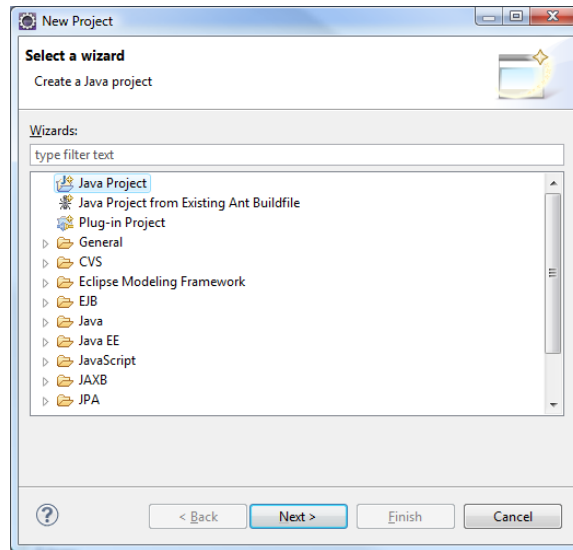 New Project
Select a wizard
Create a Java project
Wizards:
type filter text
Java Project
Java Project from Existing Ant Buildfile
Plug-in Project
General
CVS
Eclipse Modeling Framework
EJB
Java
Java EE
JavaScript
JAXB
JPA
? < Back Next > Finish Cancel